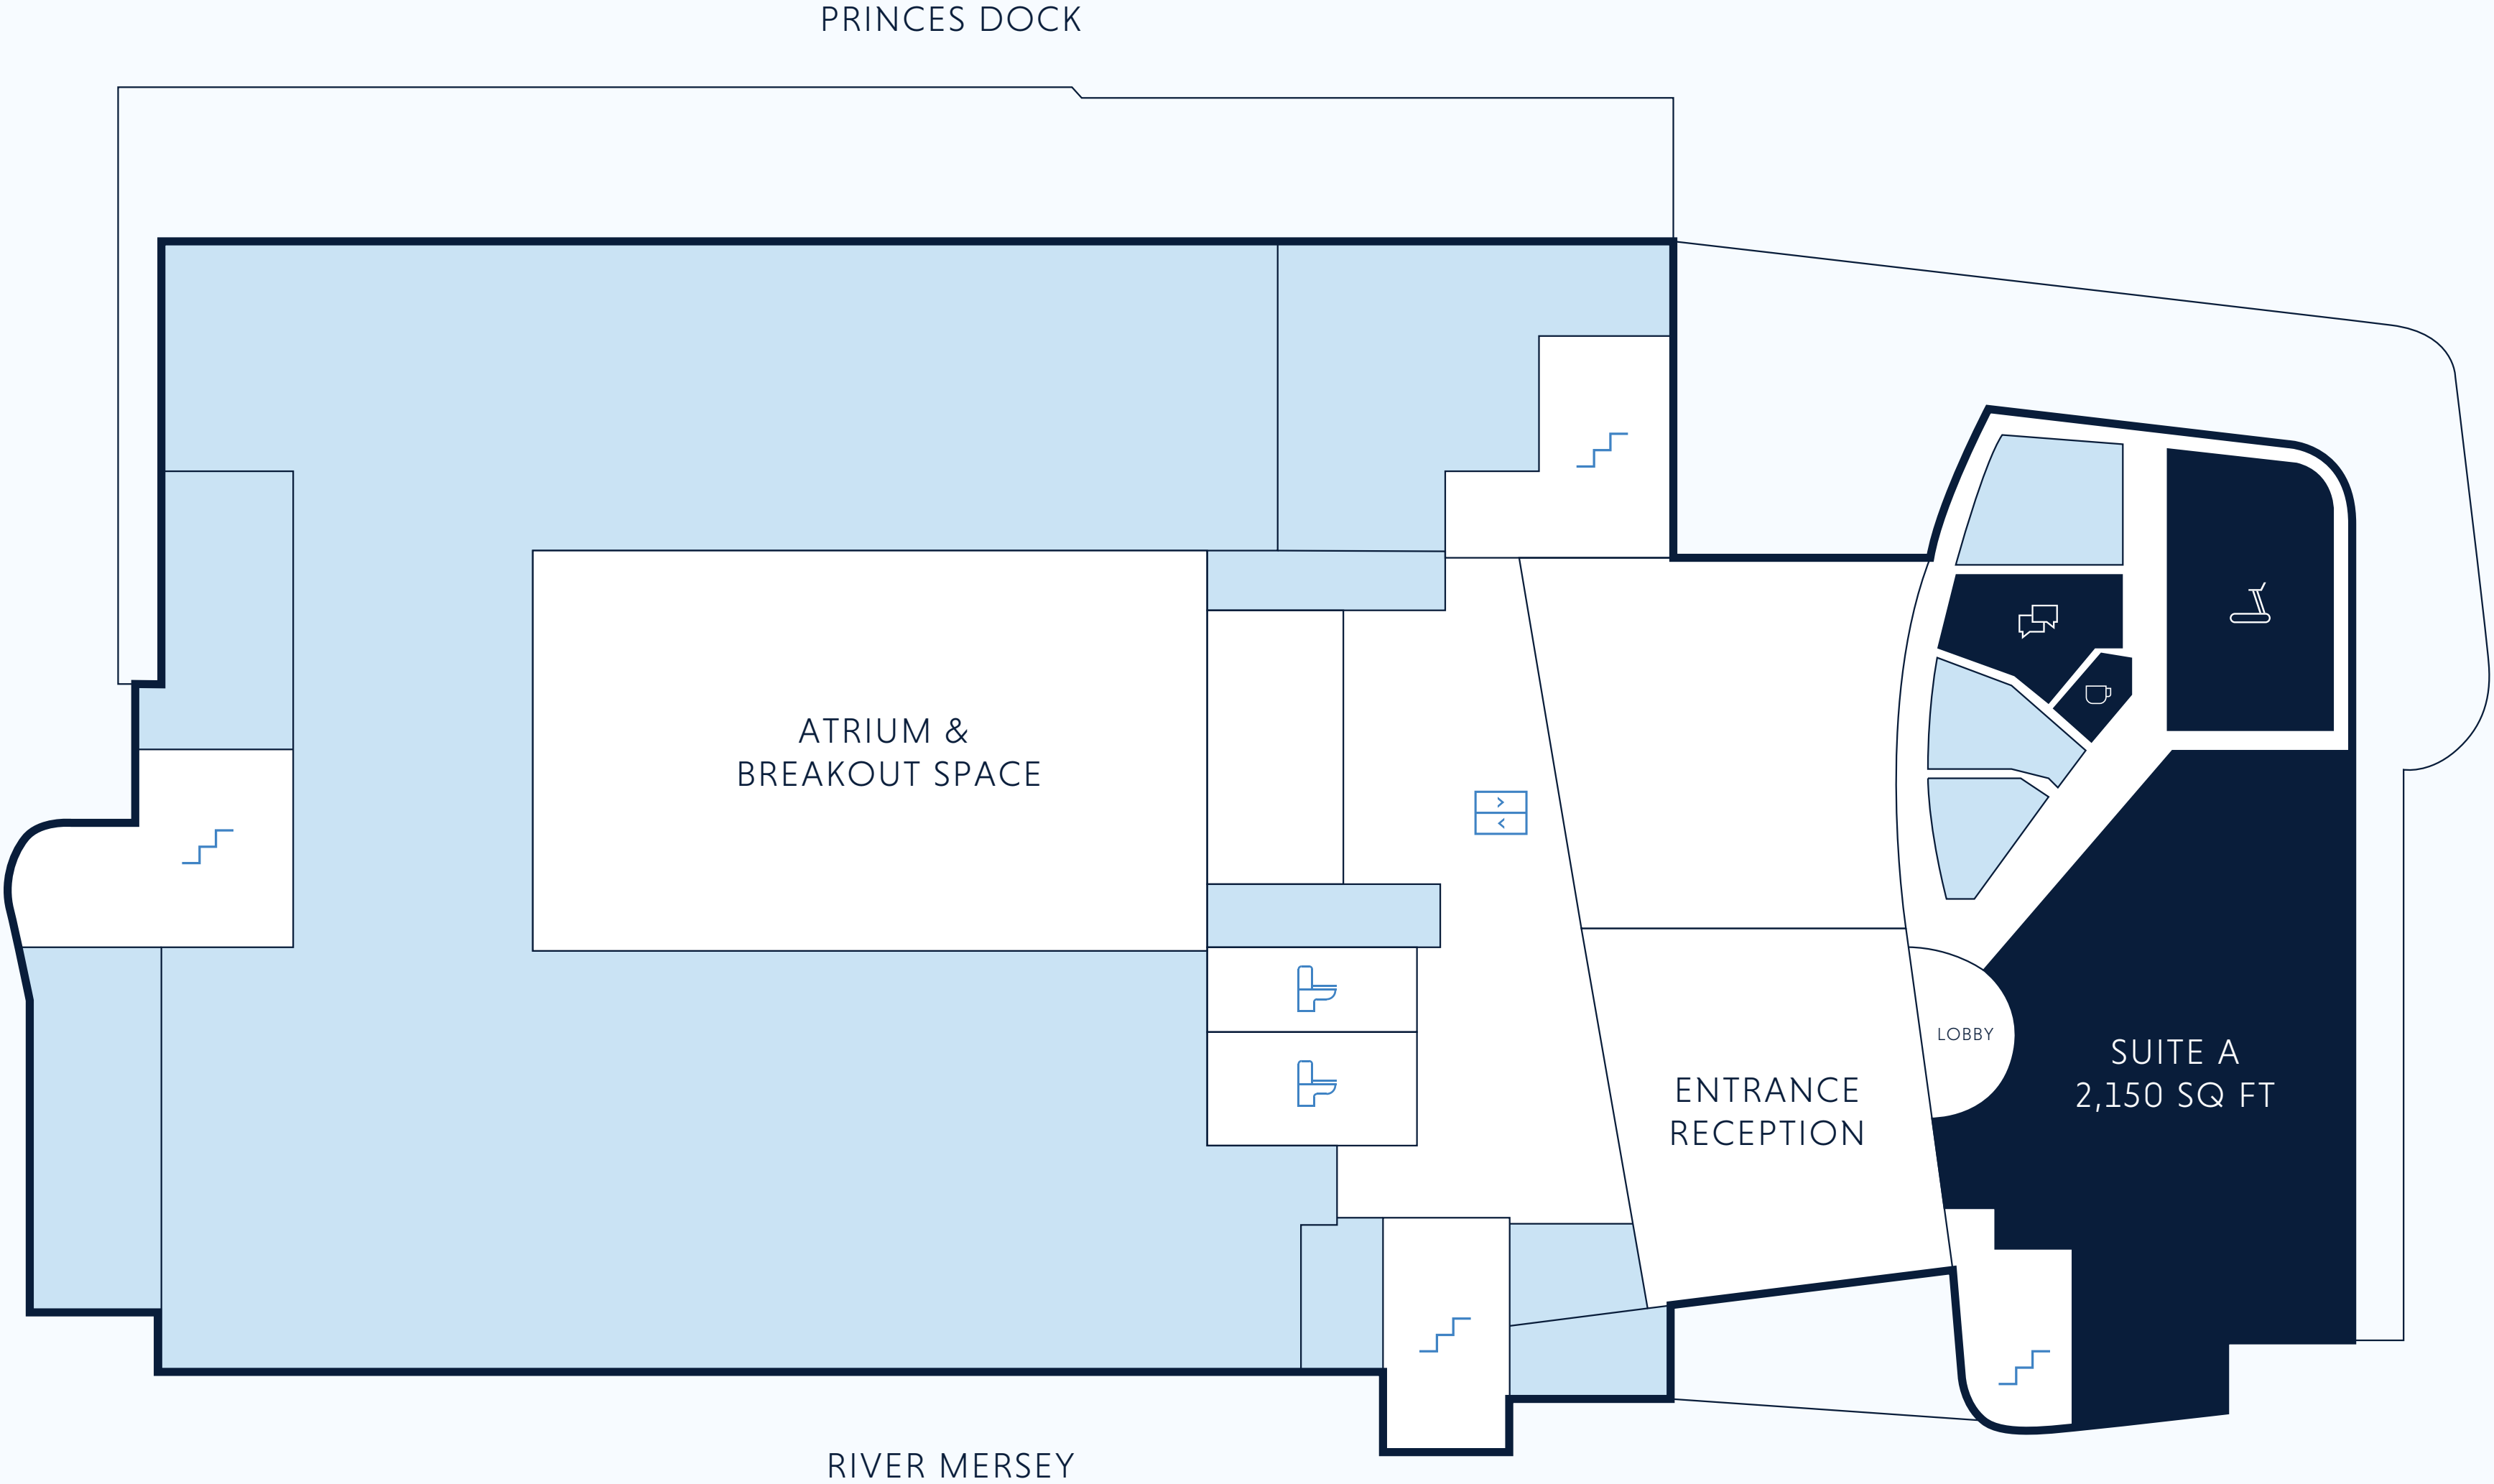 PRINCES DOCK
ATRIUM &
BREAKOUT SPACE
LOBBY
SUITE A
2,150 SQ FT
ENTRANCE
RECEPTION
RIVER MERSEY